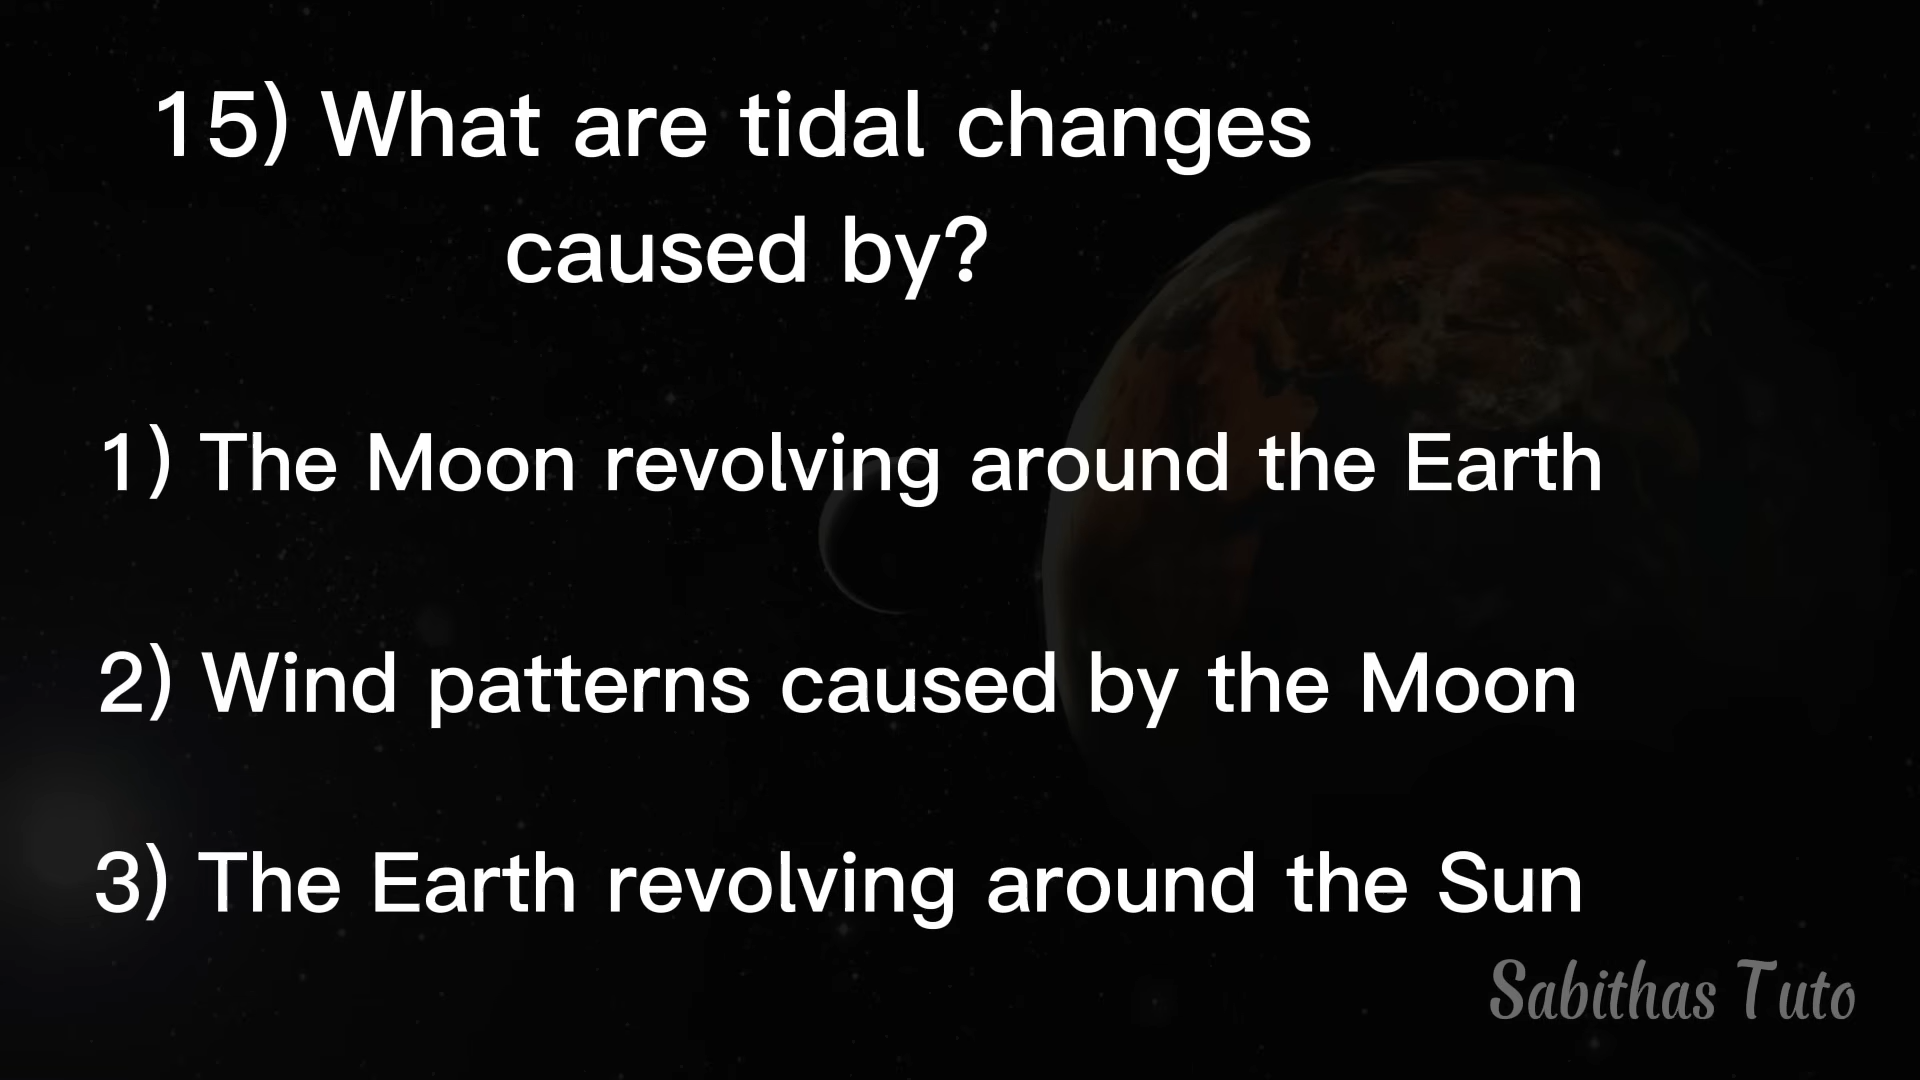 15) What are tidal changes
caused by?
1) The Moon revolving around the Earth
2) Wind patterns caused by the Moon
3) The Earth revolving around the Sun
Sabithas Tuto